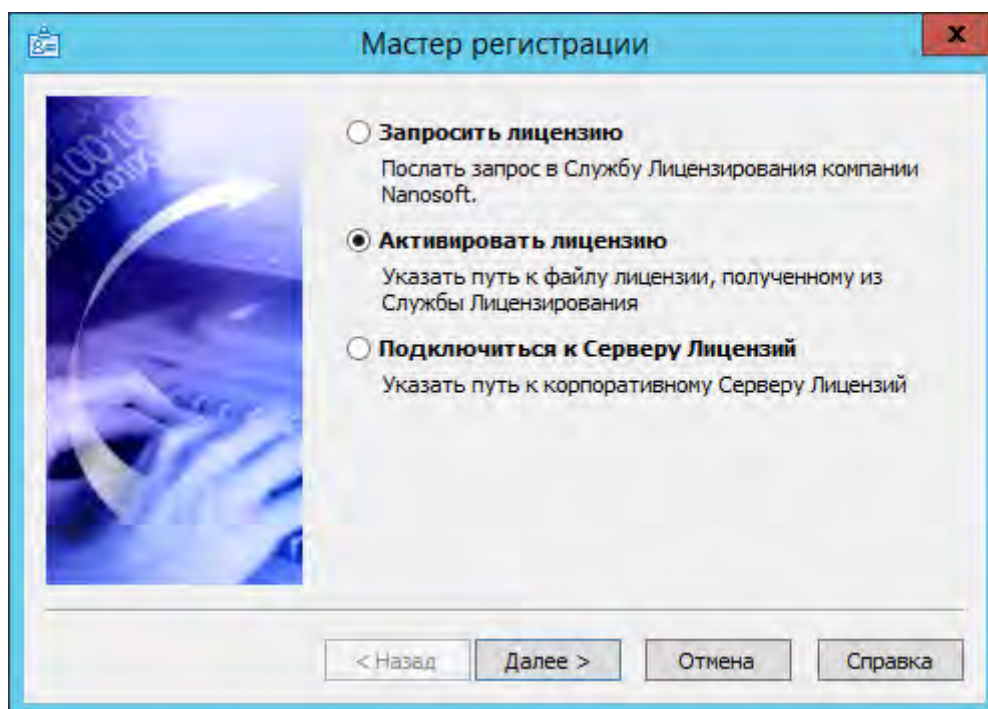 Мастер регистрации
Запросить лицензию
Послать запрос в Службу Лицензирования компании
Nanosoft.
Активировать лицензию
Указать путь к файлу лицензии, полученному из
Службы Лицензирования
Подключиться к Серверу Лицензий
Указать путь к корпоративному Серверу Лицензий
< Назад Далее > Отмена Справка